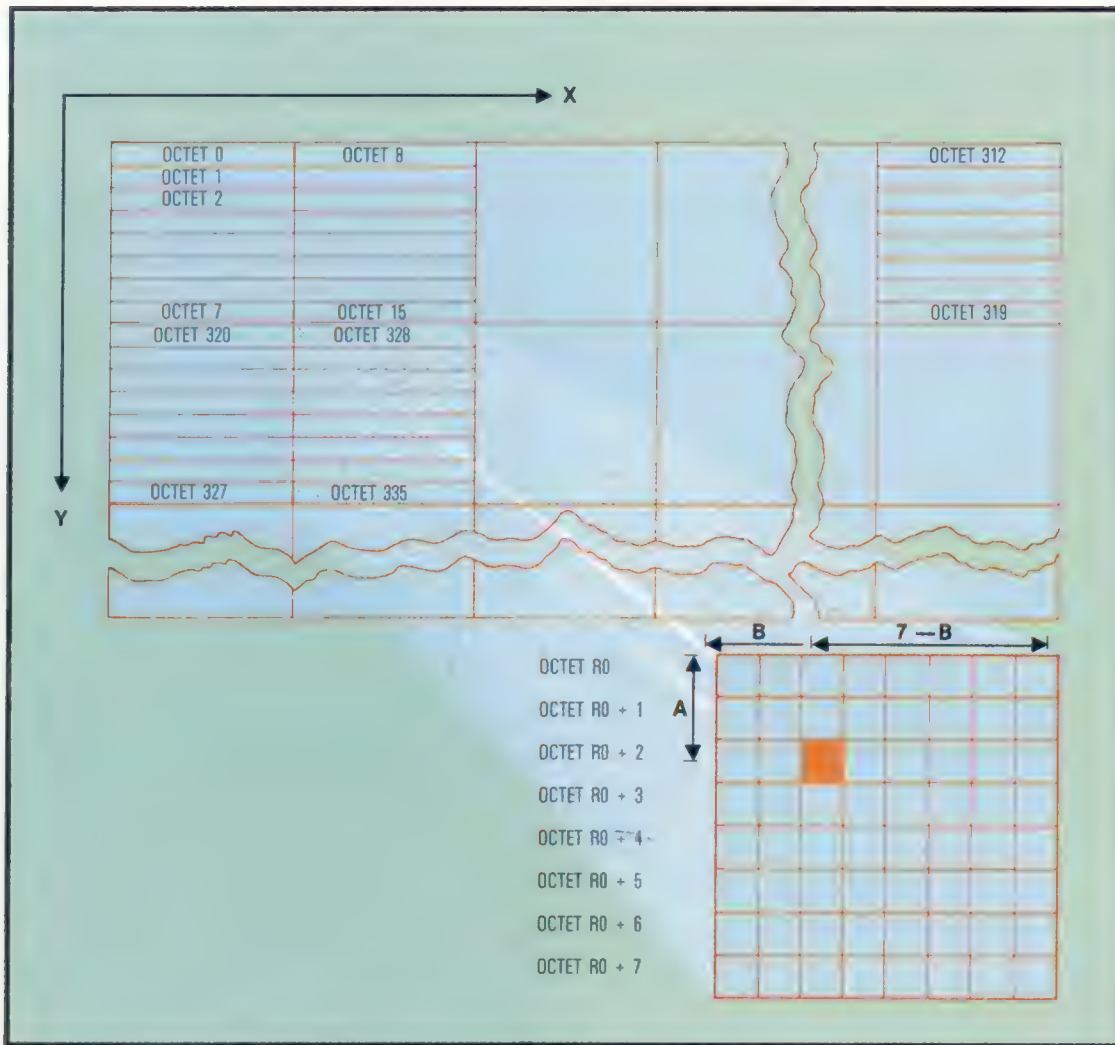 X
OCTET 0 OCTET 8 OCTET 312
OCTET 1
OCTET 2
OCTET 7 OCTET 15 OCTET 319
OCTET 320 OCTET 328
OCTET 327 OCTET 335
Y
B 7 — B
OCTET R0
OCTET R0 + 1 A
OCTET R0 + 2
OCTET R0 + 3
OCTET R0 + 4
OCTET R0 + 5
OCTET R0 + 6
OCTET R0 + 7